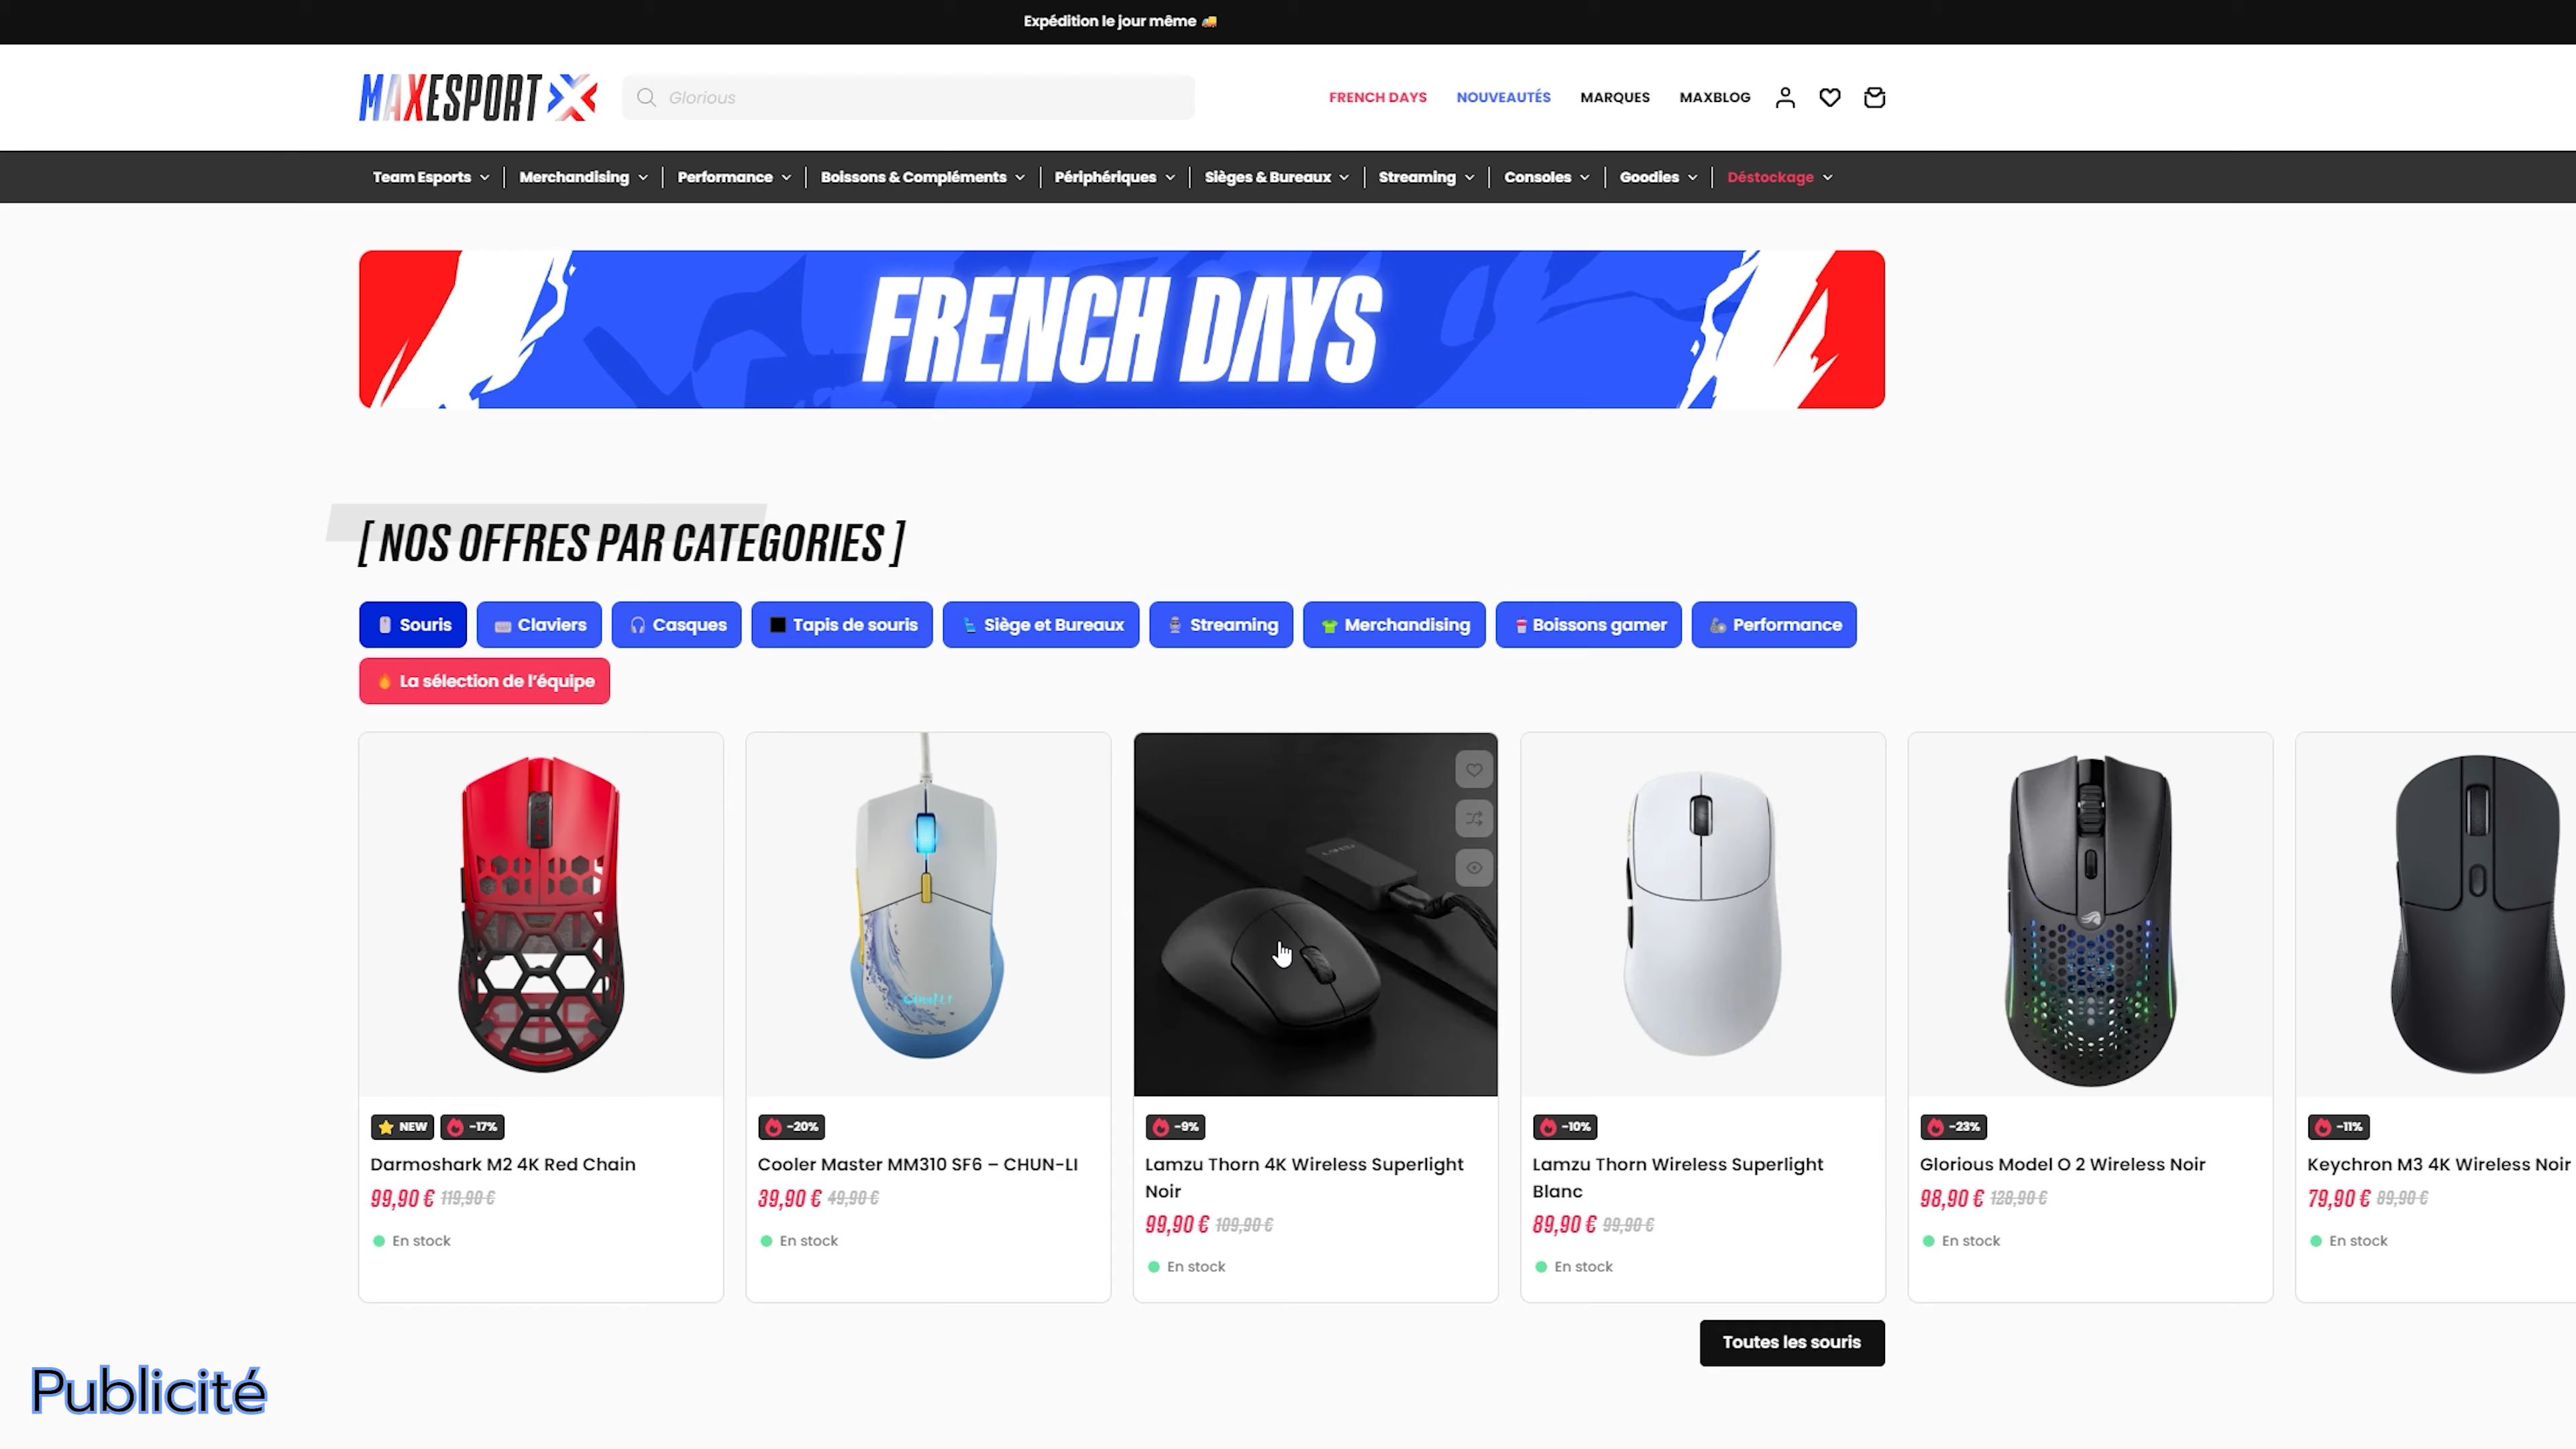 Expédition le jour même 🚚
MAXESPORT
Glorious
FRENCH DAYS
NOUVEAUTÉS
MARQUES
MAXBLOG
Team Esports
Merchandising
Performance
Boissons & Compléments
Périphériques
Sièges & Bureaux
Streaming
Consoles
Goodies
Déstockage
FRENCH DAYS
[ NOS OFFRES PAR CATEGORIES ]
Souris
Claviers
Casques
Tapis de souris
Siège et Bureaux
Streaming
Merchandising
Boissons gamer
Performance
La sélection de l’équipe
NEW
-17%
Darmoshark M2 4K Red Chain
99,90 € 119,90 €
En stock
-20%
Cooler Master MM310 SF6 – CHUN-LI
39,90 € 49,90 €
En stock
-9%
Lamzu Thorn 4K Wireless Superlight
Noir
99,90 € 109,90 €
En stock
-10%
Lamzu Thorn Wireless Superlight
Blanc
89,90 € 99,90 €
En stock
-23%
Glorious Model O 2 Wireless Noir
98,90 € 128,90 €
En stock
-11%
Keychron M3 4K Wireless Noir
79,90 € 89,90 €
En stock
Toutes les souris
Publicité